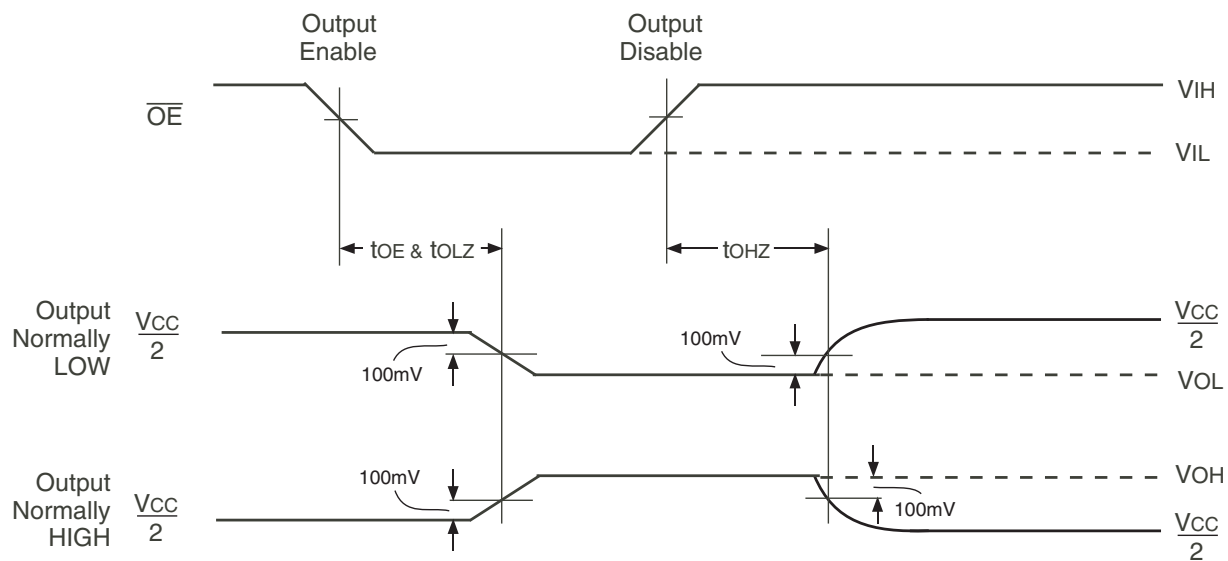 Output
Enable
Output
Disable
OE
VIH
VIL
tOE & tOLZ
tOHZ
Output
Normally
LOW
VCC
2
100mV
100mV
VCC
2
VOL
Output
Normally
HIGH
VCC
2
100mV
100mV
VOH
VCC
2